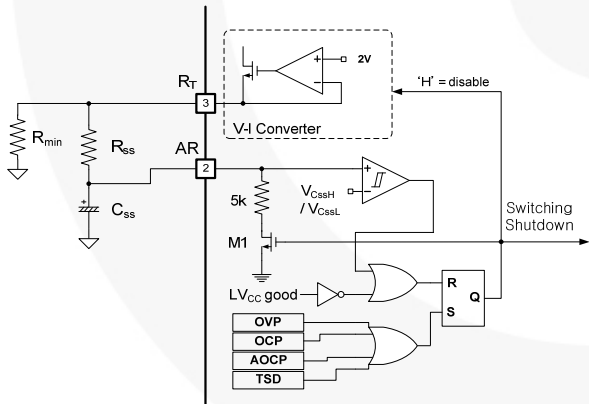 2V
'H' = disable
R_T
3
V-I Converter
R_min
R_ss
AR
2
5k
V_CssH
/ V_CssL
+
−
C_ss
+
M1
Switching
Shutdown
LV_CC good
R
S
Q
OVP
OCP
AOCP
TSD